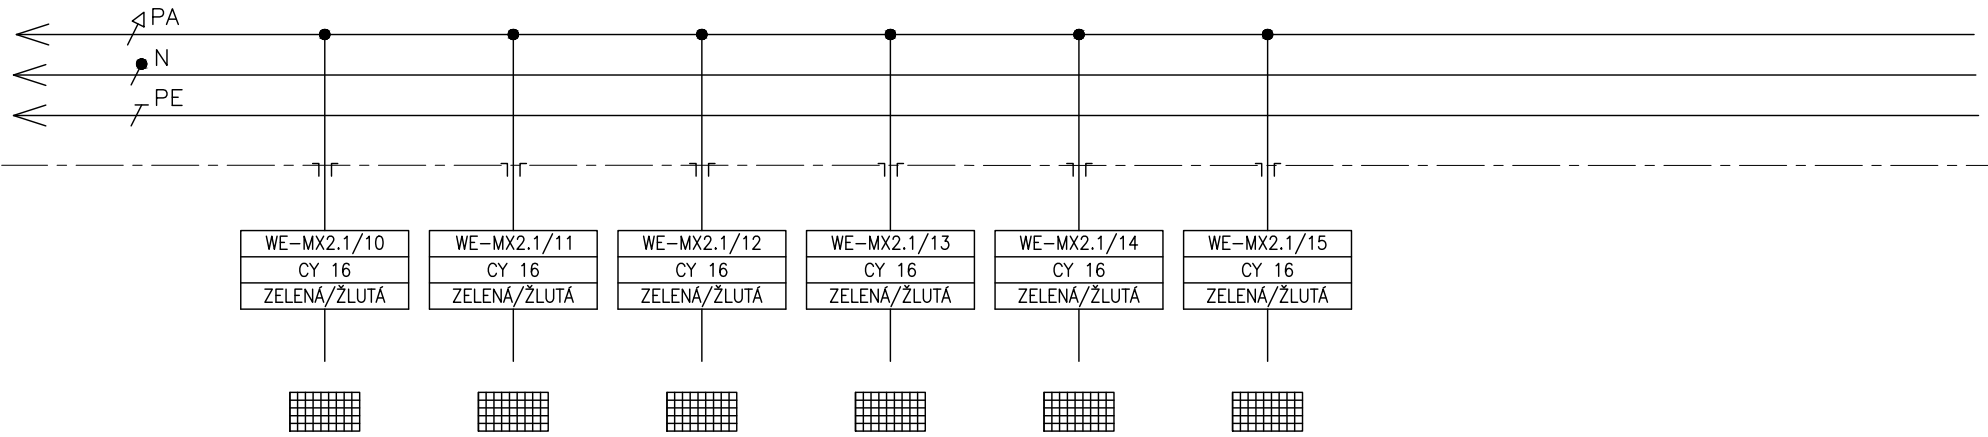 PA
N
PE
WE-MX2.1/10
CY 16
ZELENÁ/ŽLUTÁ
WE-MX2.1/11
CY 16
ZELENÁ/ŽLUTÁ
WE-MX2.1/12
CY 16
ZELENÁ/ŽLUTÁ
WE-MX2.1/13
CY 16
ZELENÁ/ŽLUTÁ
WE-MX2.1/14
CY 16
ZELENÁ/ŽLUTÁ
WE-MX2.1/15
CY 16
ZELENÁ/ŽLUTÁ